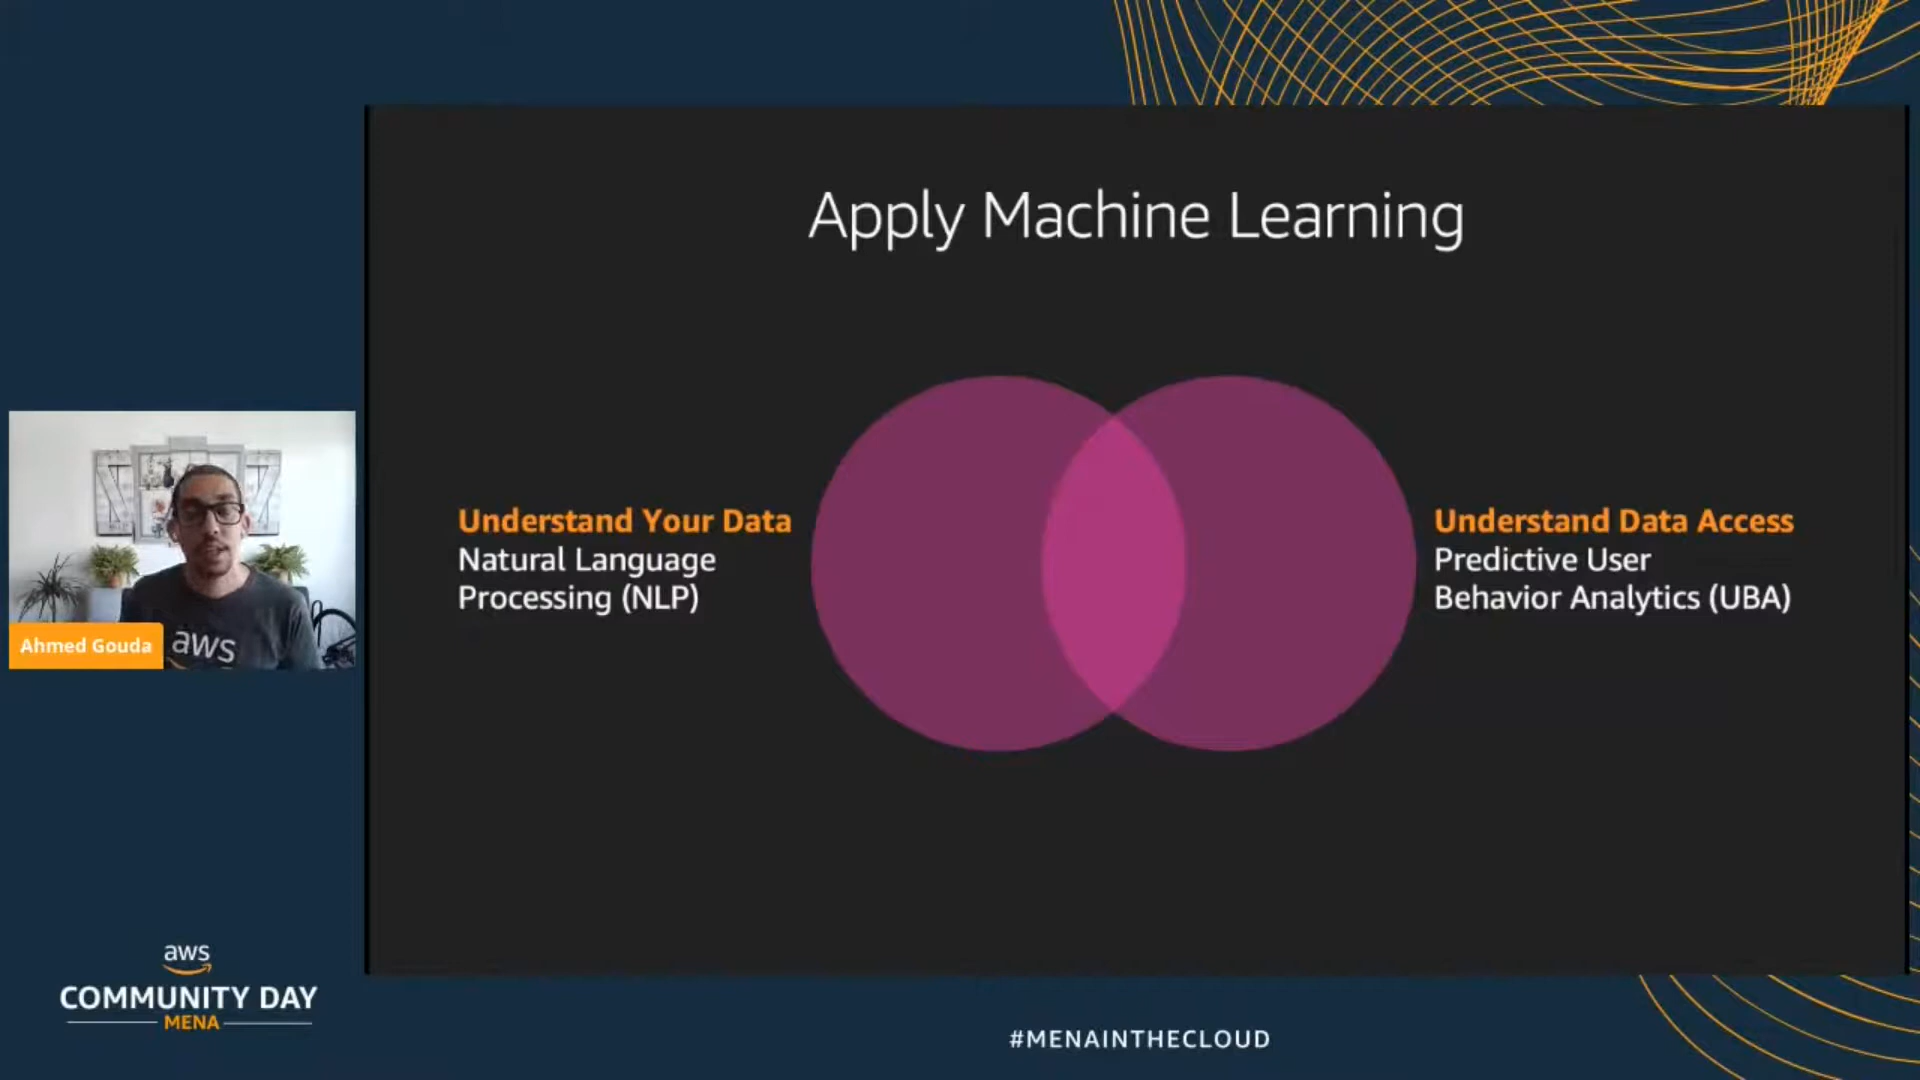 Apply Machine Learning
Understand Your Data
Natural Language
Processing (NLP)
Understand Data Access
Predictive User
Behavior Analytics (UBA)
aws
Ahmed Gouda
aws
COMMUNITY DAY
MENA
#MENAINTHECLOUD